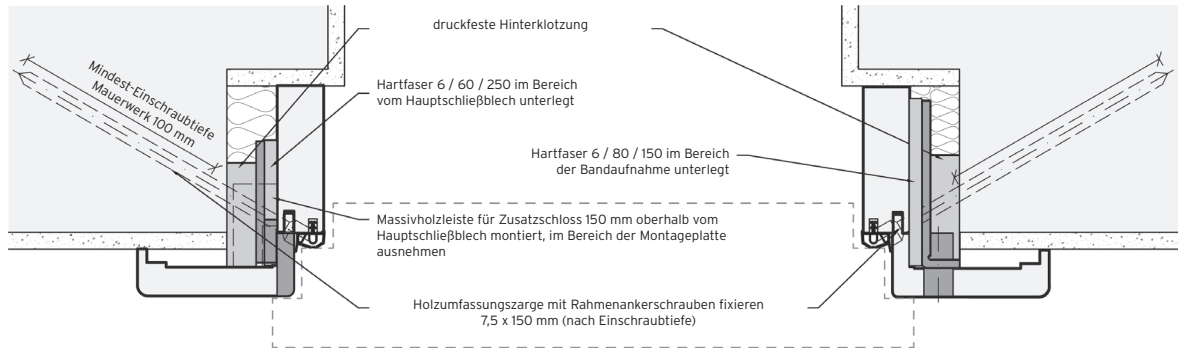 druckfeste Hinterklotzung
Mindest-Einschraubtiefe
Mauerwerk 100 mm
Hartfaser 6 / 60 / 250 im Bereich
vom Hauptschließblech unterlegt
Hartfaser 6 / 80 / 150 im Bereich
der Bandaufnahme unterlegt
Massivholzleiste für Zusatzschloss 150 mm oberhalb vom
Hauptschließblech montiert, im Bereich der Montageplatte
ausnehmen
Holzumfassungszarge mit Rahmenankerschrauben fixieren
7,5 x 150 mm (nach Einschraubtiefe)